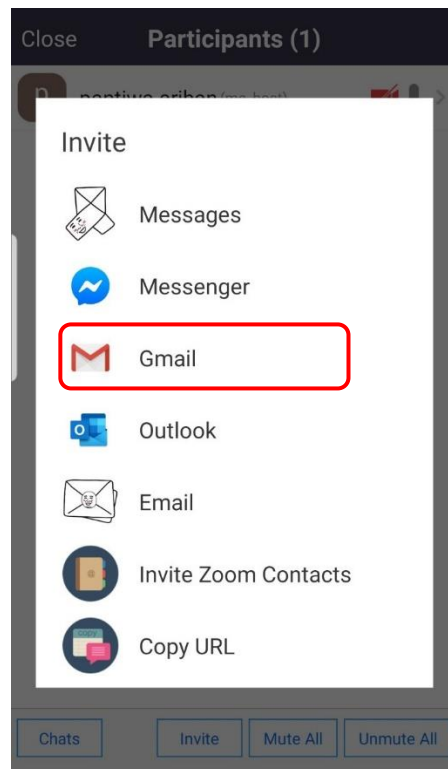 Close Participants (1)
Invite
Messages
Messenger
Gmail
Outlook
Email
Invite Zoom Contacts
copy
Copy URL
Chats Invite Mute All Unmute All